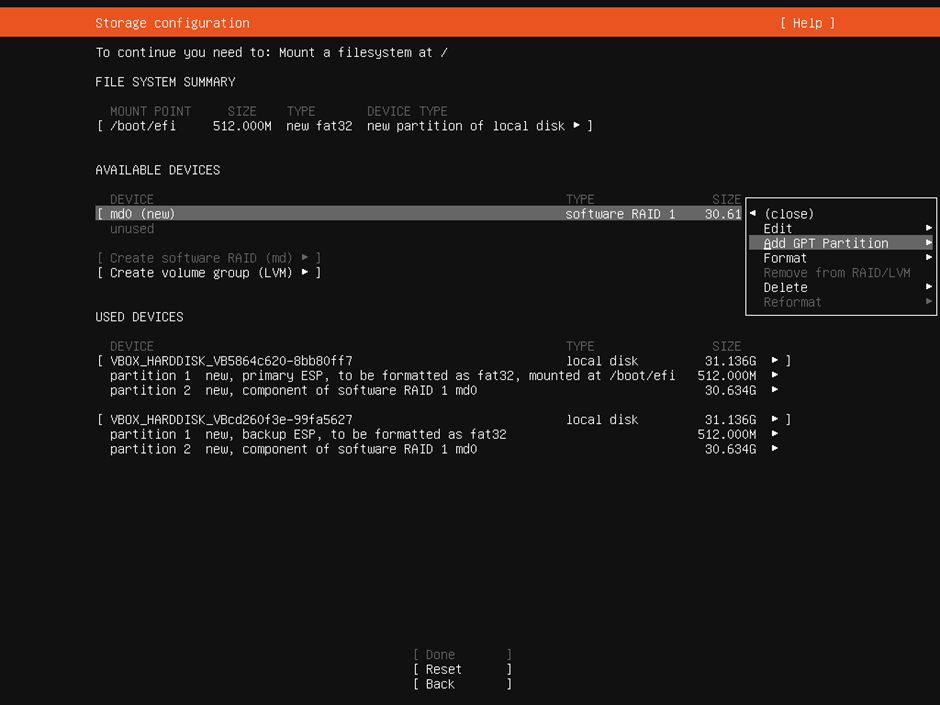 Storage configuration [ Help ]
To continue you need to: Mount a filesystem at /
FILE SYSTEM SUMMARY
MOUNT POINT SIZE TYPE DEVICE TYPE
[ /boot/efi 512.000M new fat32 new partition of local disk ▸ ]
AVAILABLE DEVICES
DEVICE TYPE SIZE
[ md0 (new) software RAID 1 30.61
unused
[ Create software RAID (md) ▸ ]
[ Create volume group (LVM) ▸ ]
◂ (close)
Edit ▸
Add GPT Partition ▸
Format ▸
Remove from RAID/LVM
Delete ▸
Reformat ▸
USED DEVICES
DEVICE TYPE SIZE
[ VBOX_HARDDISK_VB5864c620-8bb80ff7 local disk 31.136G ▸ ]
partition 1 new, primary ESP, to be formatted as fat32, mounted at /boot/efi 512.000M ▸
partition 2 new, component of software RAID 1 md0 30.634G ▸
[ VBOX_HARDDISK_VBcd260f3e-99fa5627 local disk 31.136G ▸ ]
partition 1 new, backup ESP, to be formatted as fat32 512.000M ▸
partition 2 new, component of software RAID 1 md0 30.634G ▸
[ Done ]
[ Reset ]
[ Back ]